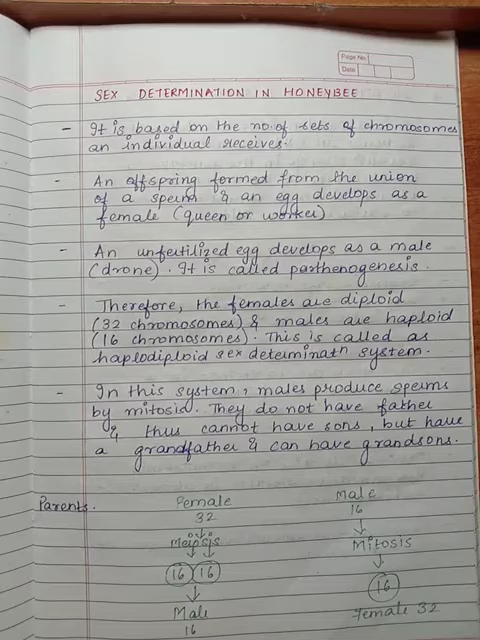 Page No.
Date
SEX DETERMINATION IN HONEYBEE
- It is based on the no. of sets of chromosomes
an individual receives.
- An offspring formed from the union
of a sperm & an egg develops as a
female (queen or worker)
- An unfertilized egg develops as a male
(drone). It is called parthenogenesis.
- Therefore, the females are diploid
(32 chromosomes) & males are haploid
(16 chromosomes). This is called as
haplodiploid sex determinatn system.
- In this system, males produce sperms
by mitosis. They do not have father
& thus cannot have sons, but have
a grandfather & can have grandsons.
Parents. Female Male
32 16
Meiosis Mitosis
16 16 16
Male Female 32
16